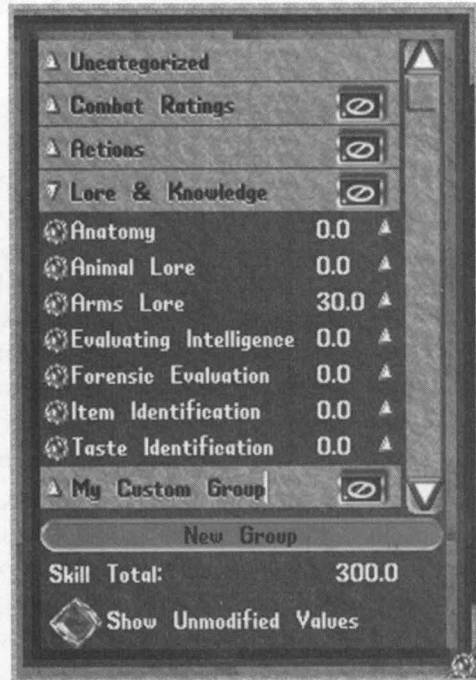 Uncategorized
Combat Ratings
Actions
Lore & Knowledge
Anatomy 0.0
Animal Lore 0.0
Arms Lore 30.0
Evaluating Intelligence 0.0
Forensic Evaluation 0.0
Item Identification 0.0
Taste Identification 0.0
My Custom Group
New Group
Skill Total: 300.0
Show Unmodified Values